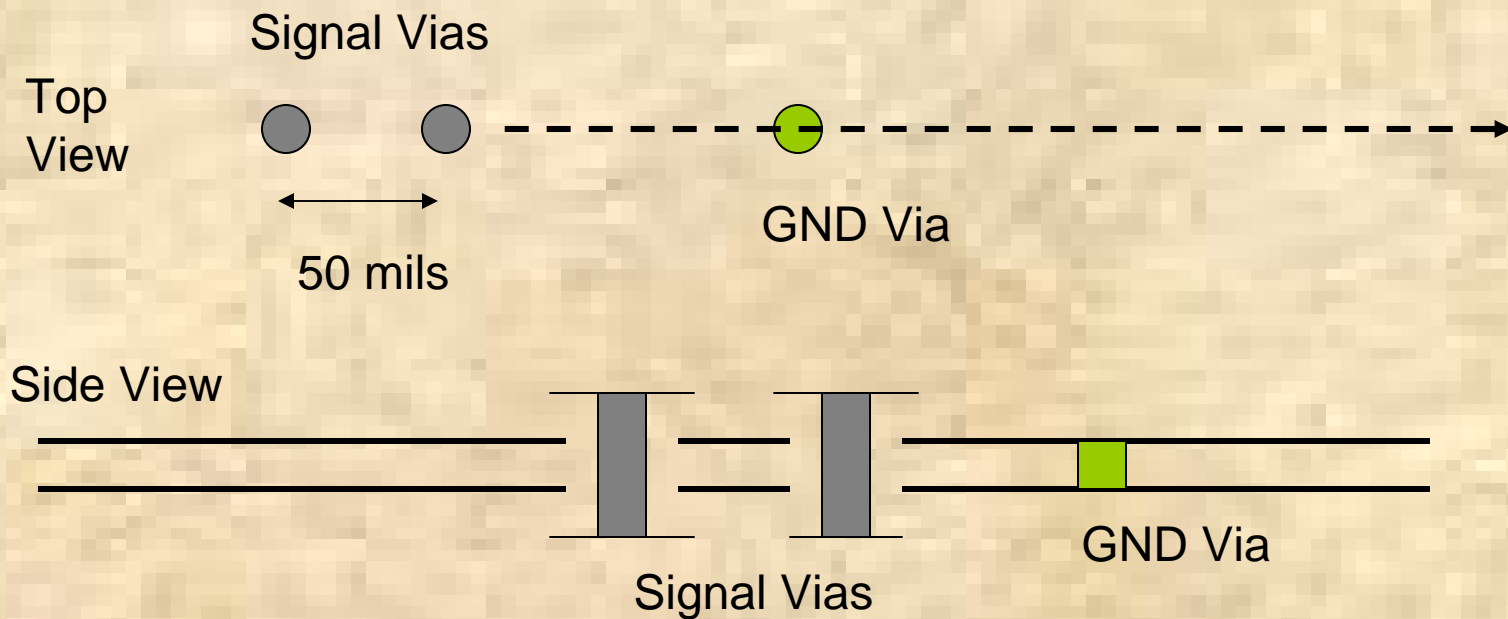 Signal Vias
Top
View
GND Via
50 mils
Side View
GND Via
Signal Vias